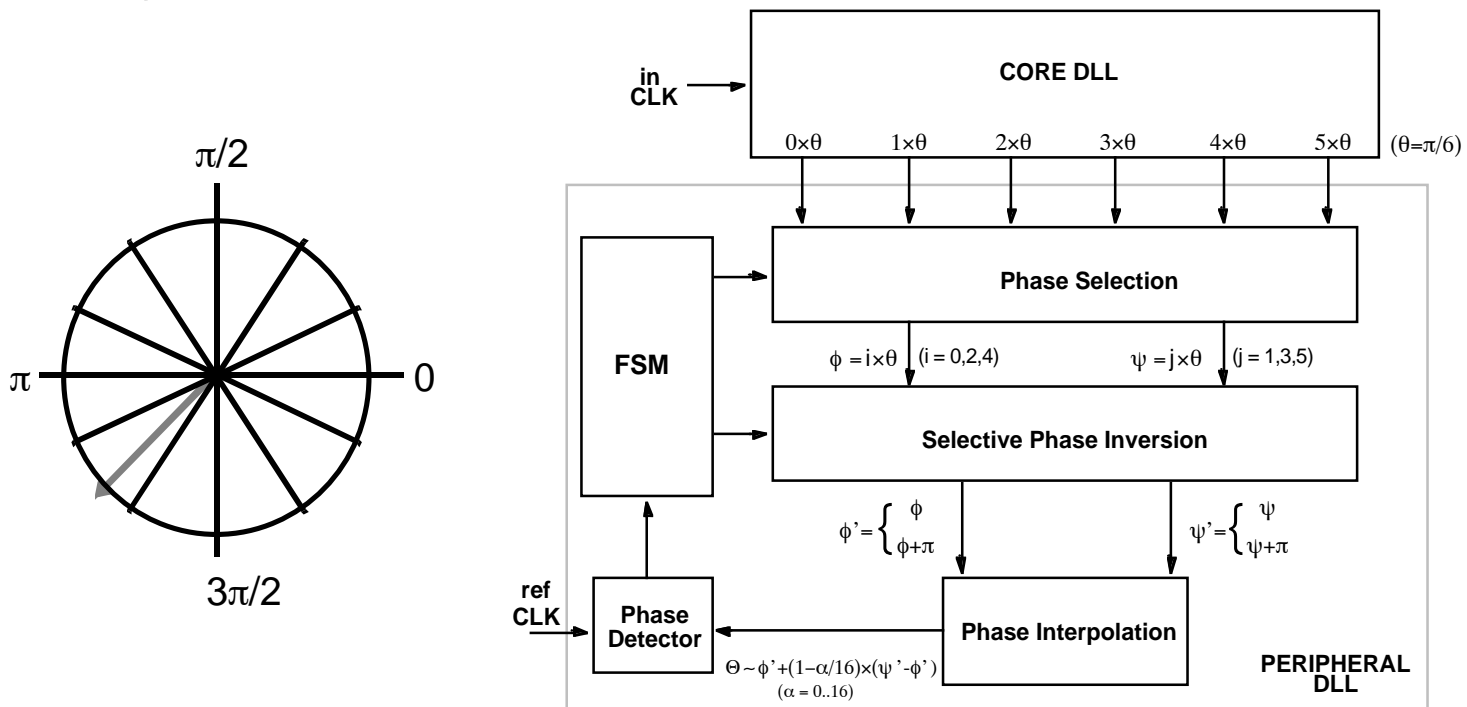 π/2
π
0
3π/2
in
CLK
CORE DLL
0×θ 1×θ 2×θ 3×θ 4×θ 5×θ (θ=π/6)
FSM
Phase Selection
ϕ = i×θ (i = 0,2,4) ψ = j×θ (j = 1,3,5)
Selective Phase Inversion
ϕ’= { ϕ
ϕ+π
ψ’= { ψ
ψ+π
ref
CLK
Phase
Detector
Phase Interpolation
Θ∼ϕ’+(1−α/16)×(ψ’-ϕ’)
(α = 0..16)
PERIPHERAL
DLL